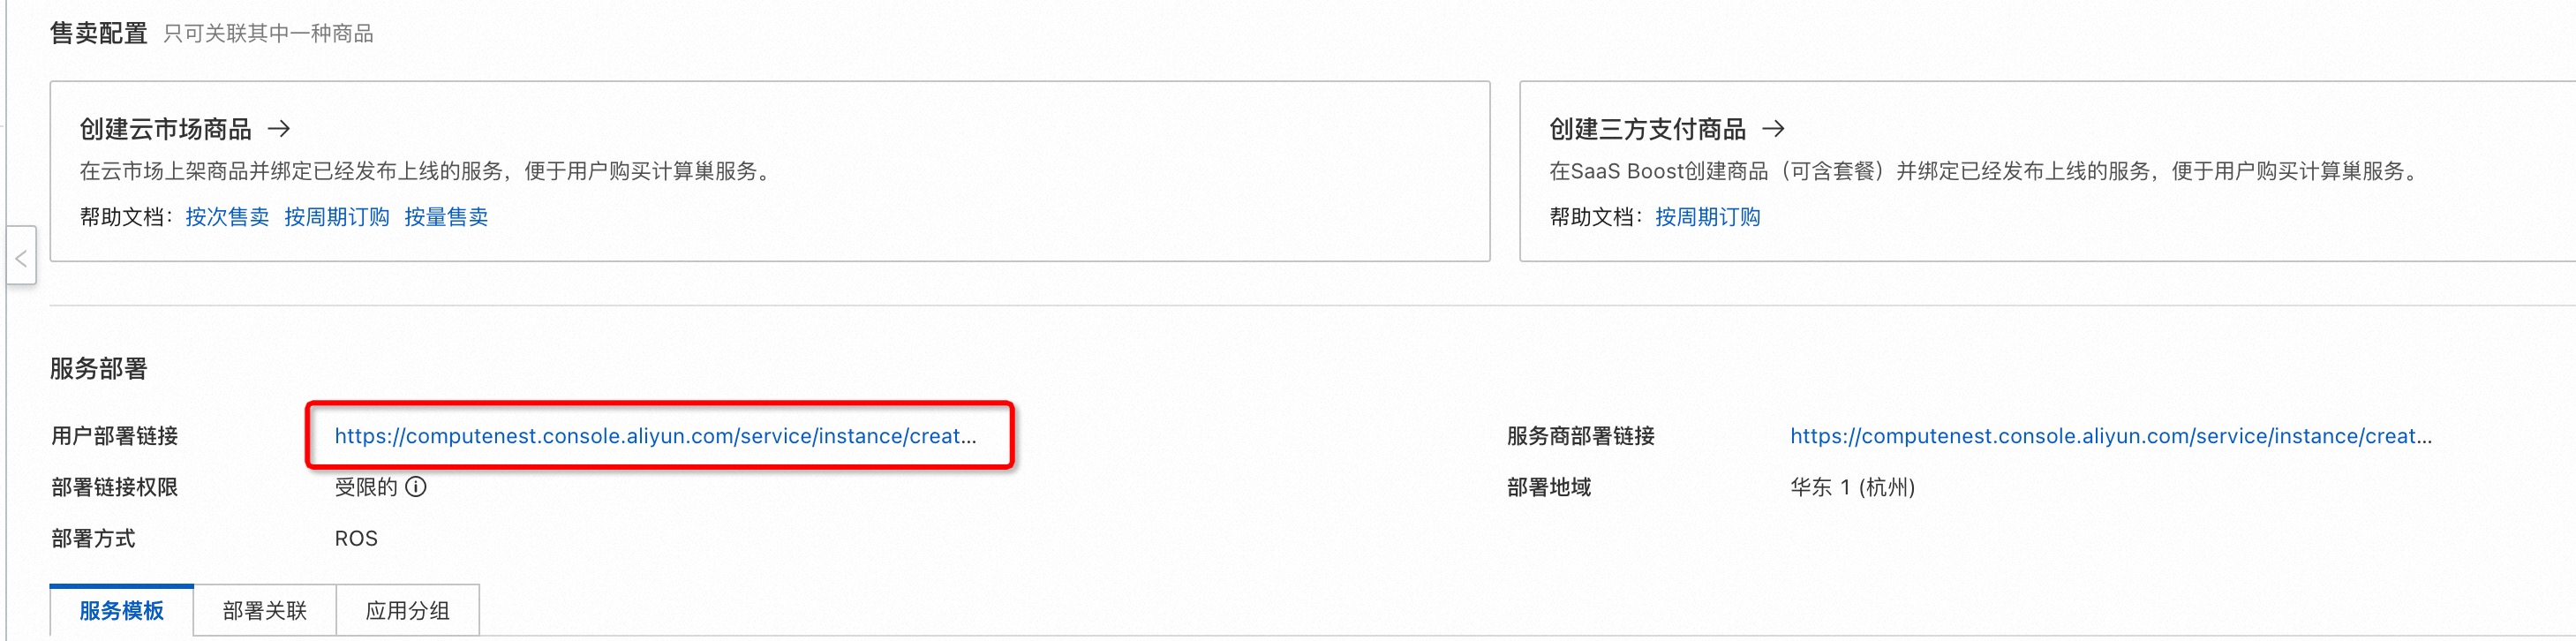 售卖配置 只可关联其中一种商品
创建云市场商品 →
在云市场上架商品并绑定已经发布上线的服务，便于用户购买计算巢服务。
帮助文档： 按次售卖 按周期订购 按量售卖
创建三方支付商品 →
在SaaS Boost创建商品（可含套餐）并绑定已经发布上线的服务，便于用户购买计算巢服务。
帮助文档： 按周期订购
服务部署
用户部署链接 https://computenest.console.aliyun.com/service/instance/creat...
服务商部署链接 https://computenest.console.aliyun.com/service/instance/creat...
部署链接权限 受限的
部署地域 华东 1 (杭州)
部署方式 ROS
服务模板 部署关联 应用分组